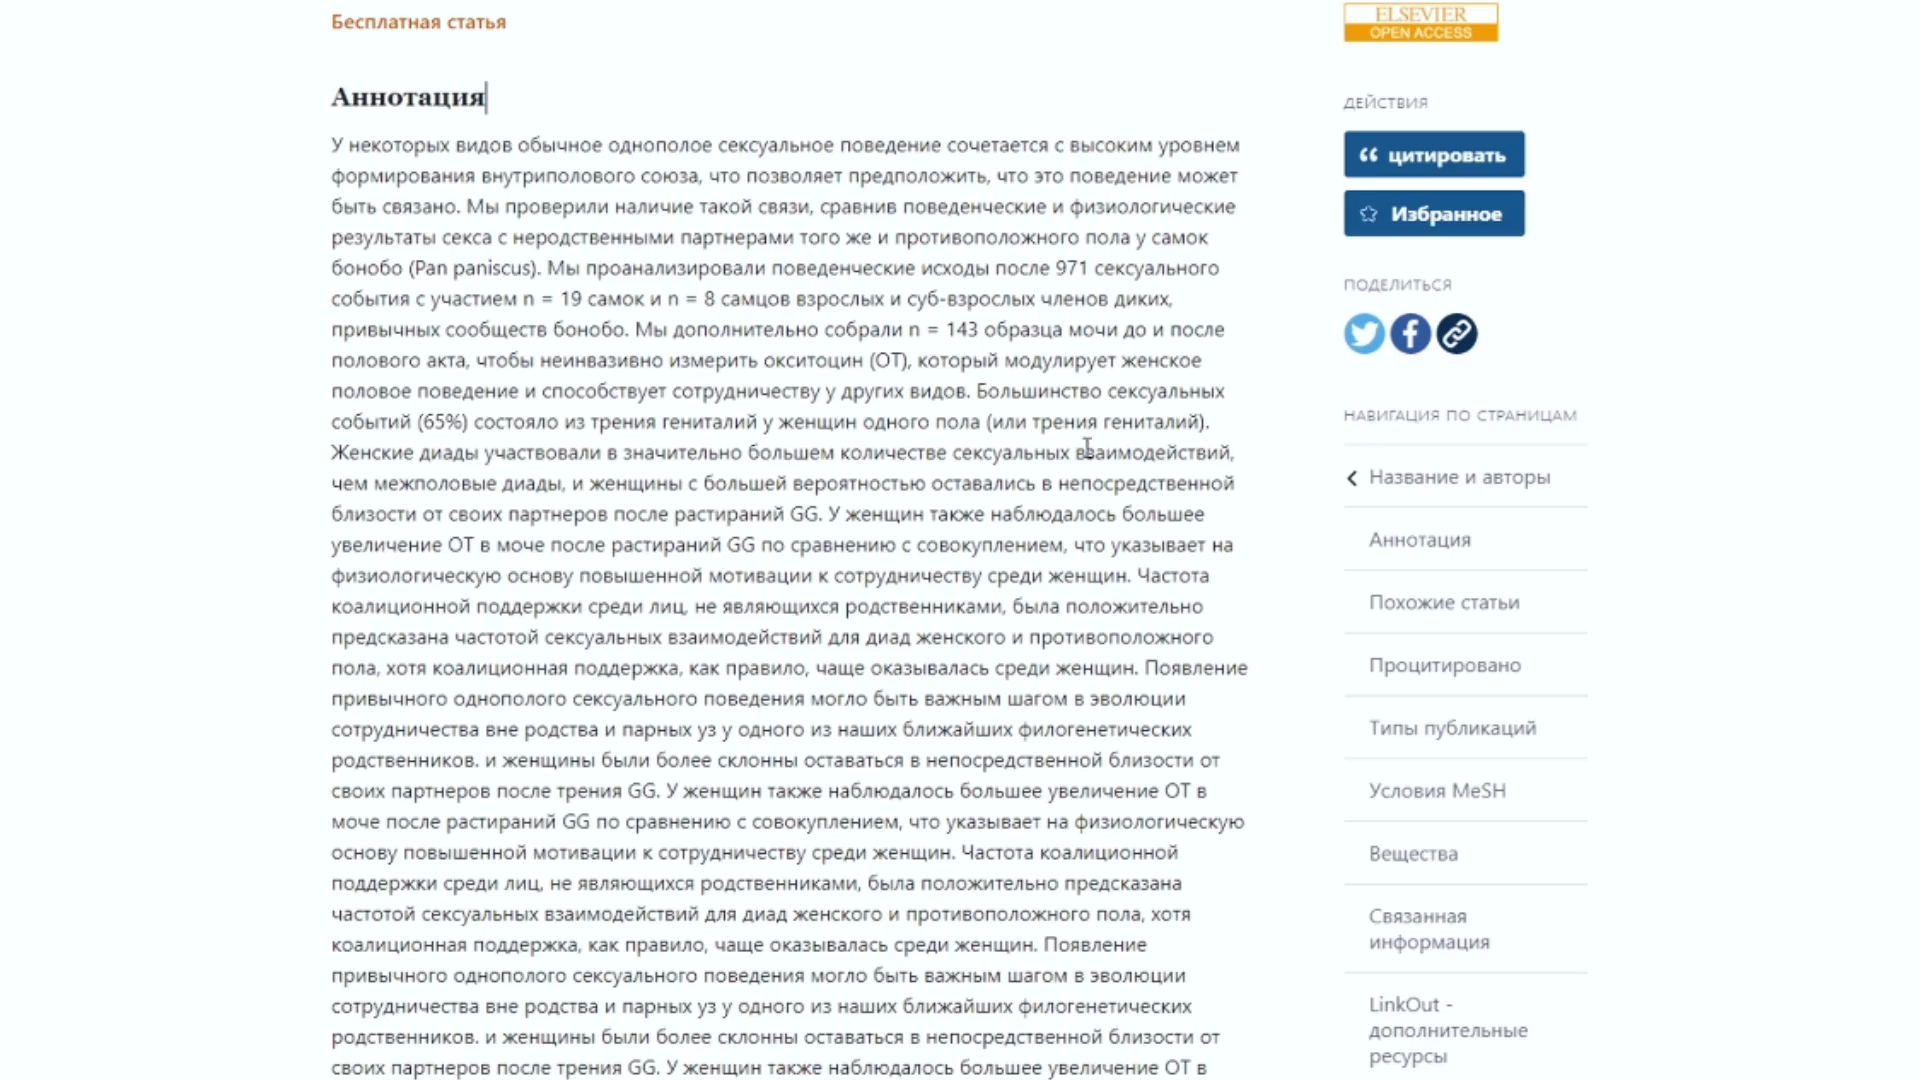 Бесплатная статья
Аннотация
У некоторых видов обычное однополое сексуальное поведение сочетается с высоким уровнем
формирования внутриполового союза, что позволяет предположить, что это поведение может
быть связано. Мы проверили наличие такой связи, сравнив поведенческие и физиологические
результаты секса с неродственными партнерами того же и противоположного пола у самок
бонобо (Pan paniscus). Мы проанализировали поведенческие исходы после 971 сексуального
события с участием n = 19 самок и n = 8 самцов взрослых и суб-взрослых членов диких,
привычных сообществ бонобо. Мы дополнительно собрали n = 143 образца мочи до и после
полового акта, чтобы неинвазивно измерить окситоцин (ОТ), который модулирует женское
половое поведение и способствует сотрудничеству у других видов. Большинство сексуальных
событий (65%) состояло из трения гениталий у женщин одного пола (или трения гениталий).
Женские диады участвовали в значительно большем количестве сексуальных взаимодействий,
чем межполовые диады, и женщины с большей вероятностью оставались в непосредственной
близости от своих партнеров после растираний GG. У женщин также наблюдалось большее
увеличение ОТ в моче после растираний GG по сравнению с совокуплением, что указывает на
физиологическую основу повышенной мотивации к сотрудничеству среди женщин. Частота
коалиционной поддержки среди лиц, не являющихся родственниками, была положительно
предсказана частотой сексуальных взаимодействий для диад женского и противоположного
пола, хотя коалиционная поддержка, как правило, чаще оказывалась среди женщин. Появление
привычного однополого сексуального поведения могло быть важным шагом в эволюции
сотрудничества вне родства и парных уз у одного из наших ближайших филогенетических
родственников. и женщины были более склонны оставаться в непосредственной близости от
своих партнеров после трения GG. У женщин также наблюдалось большее увеличение ОТ в
моче после растираний GG по сравнению с совокуплением, что указывает на физиологическую
основу повышенной мотивации к сотрудничеству среди женщин. Частота коалиционной
поддержки среди лиц, не являющихся родственниками, была положительно предсказана
частотой сексуальных взаимодействий для диад женского и противоположного пола, хотя
коалиционная поддержка, как правило, чаще оказывалась среди женщин. Появление
привычного однополого сексуального поведения могло быть важным шагом в эволюции
сотрудничества вне родства и парных уз у одного из наших ближайших филогенетических
родственников. и женщины были более склонны оставаться в непосредственной близости от
своих партнеров после трения GG. У женщин также наблюдалось большее увеличение ОТ в
ELSEVIER
OPEN ACCESS
ДЕЙСТВИЯ
цитировать
Избранное
ПОДЕЛИТЬСЯ
НАВИГАЦИЯ ПО СТРАНИЦАМ
Название и авторы
Аннотация
Похожие статьи
Процитировано
Типы публикаций
Условия MeSH
Вещества
Связанная
информация
LinkOut -
дополнительные
ресурсы